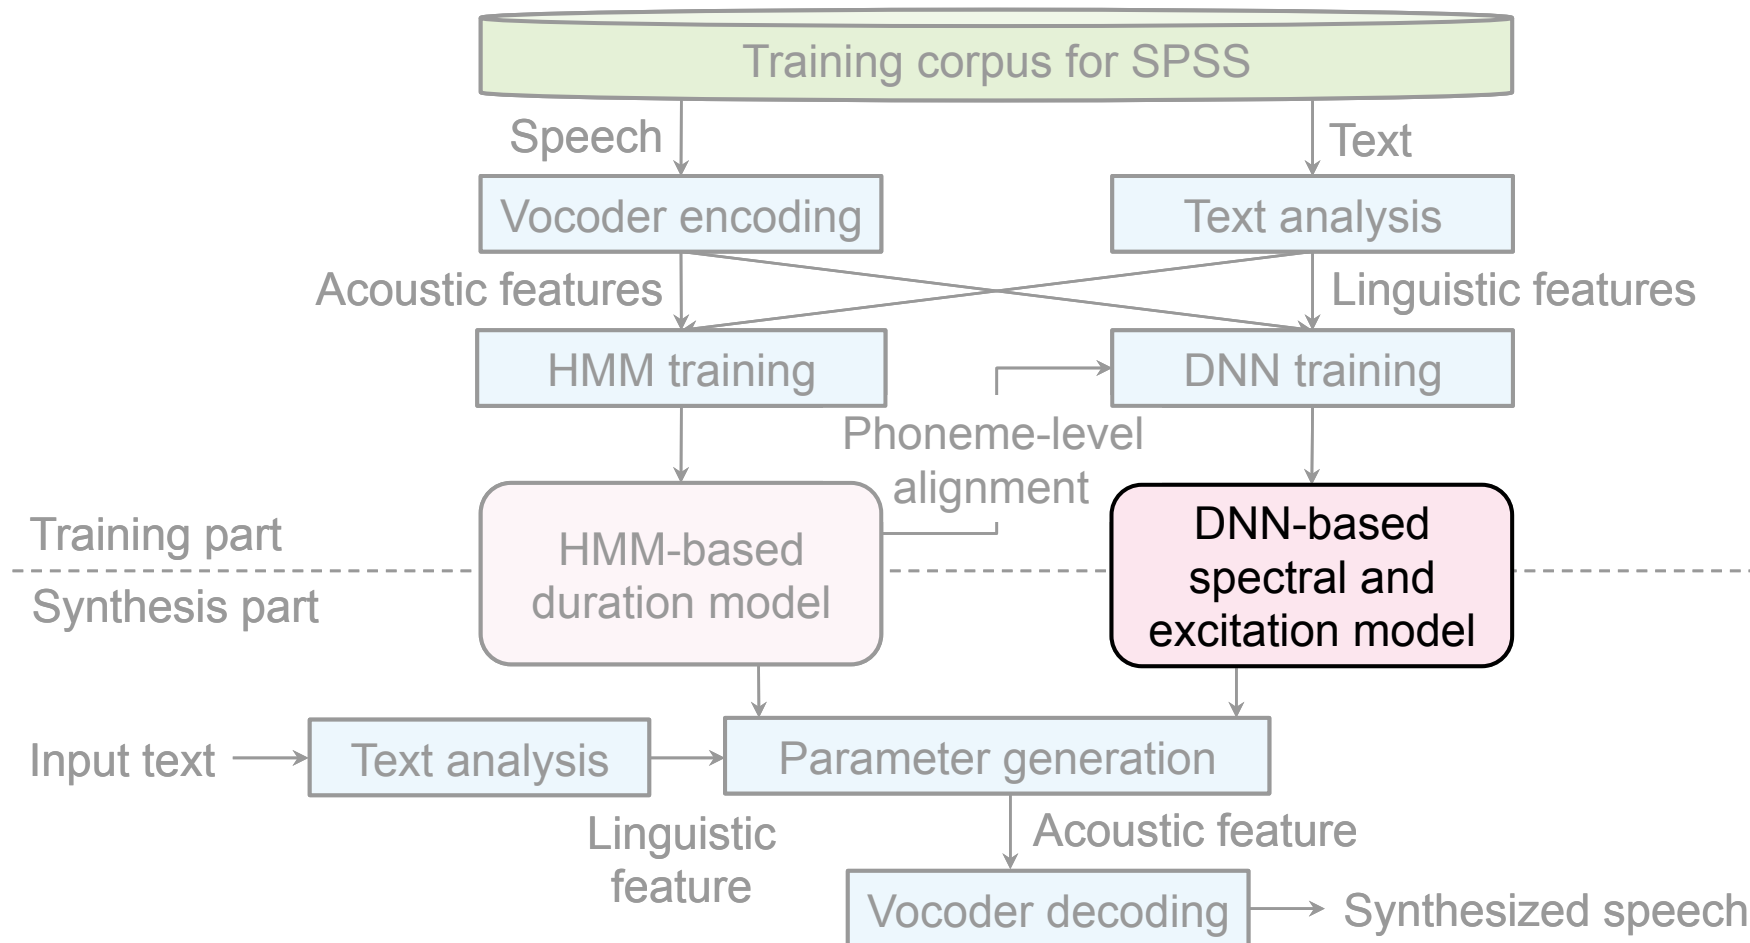 Training corpus for SPSS
Speech
Text
Vocoder encoding
Text analysis
Acoustic features
Linguistic features
HMM training
DNN training
Phoneme-level
alignment
Training part
HMM-based
duration model
DNN-based
spectral and
excitation model
Synthesis part
Input text
Text analysis
Parameter generation
Linguistic
feature
Acoustic feature
Vocoder decoding
Synthesized speech